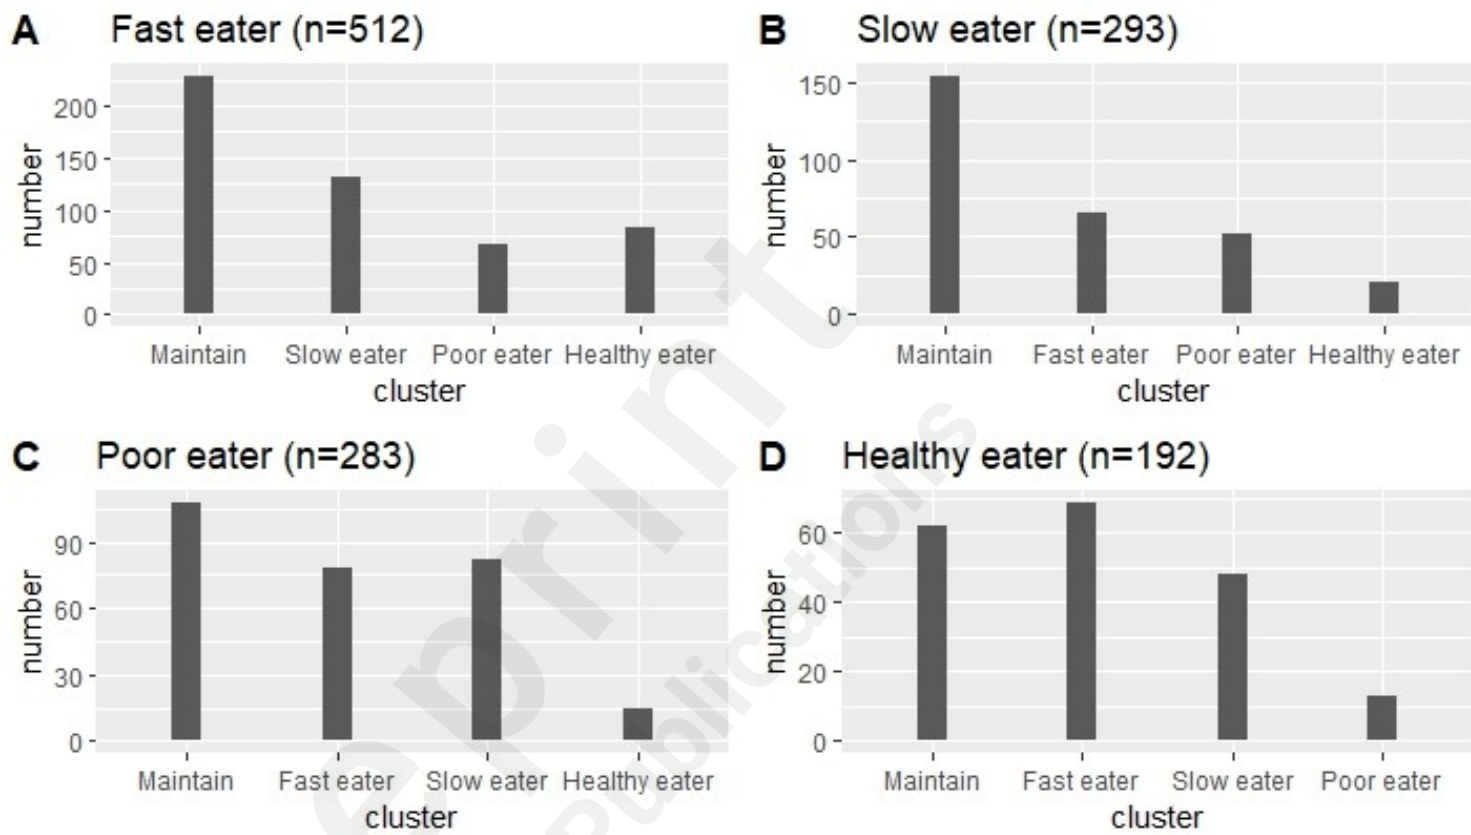 A Fast eater (n=512)
number
200
150
100
50
0
Maintain Slow eater Poor eater Healthy eater
cluster
B Slow eater (n=293)
number
150
100
50
0
Maintain Fast eater Poor eater Healthy eater
cluster
C Poor eater (n=283)
number
90
60
30
0
Maintain Fast eater Slow eater Healthy eater
cluster
D Healthy eater (n=192)
number
60
40
20
0
Maintain Fast eater Slow eater Poor eater
cluster
eprint
Publications